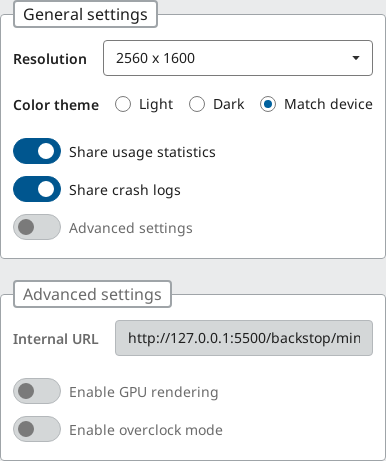 General settings
Resolution 2560 x 1600
Color theme Light Dark Match device
Share usage statistics
Share crash logs
Advanced settings
Advanced settings
Internal URL http://127.0.0.1:5500/backstop/min
Enable GPU rendering
Enable overclock mode